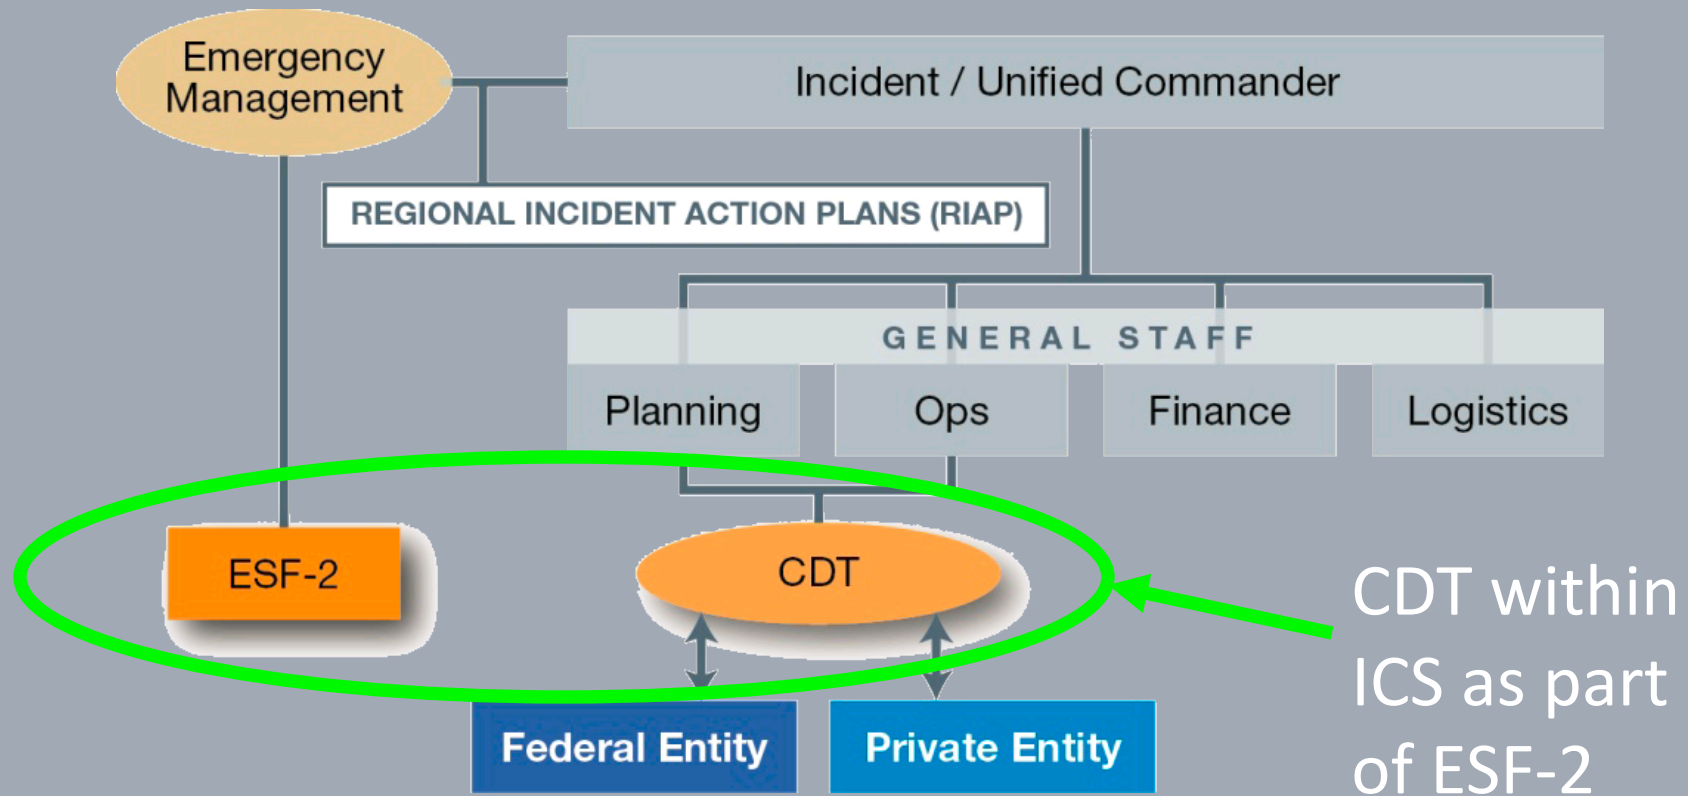 Emergency
Management
Incident / Unified Commander
REGIONAL INCIDENT ACTION PLANS (RIAP)
GENERAL STAFF
Planning
Ops
Finance
Logistics
ESF-2
CDT
CDT within
ICS as part
of ESF-2
Federal Entity
Private Entity